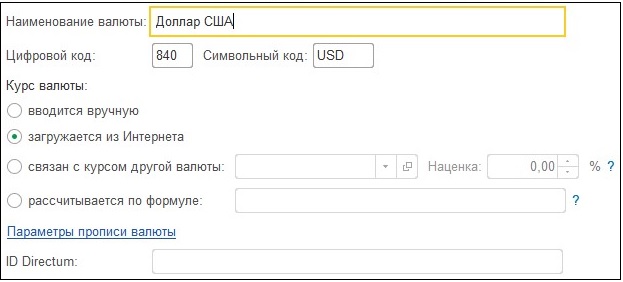 Наименование валюты: Доллар США
Цифровой код: 840 Символьный код: USD
Курс валюты:
вводится вручную
загружается из Интернета
связан с курсом другой валюты: Наценка: 0,00 % ?
рассчитывается по формуле: ?
Параметры прописи валюты
ID Directum: